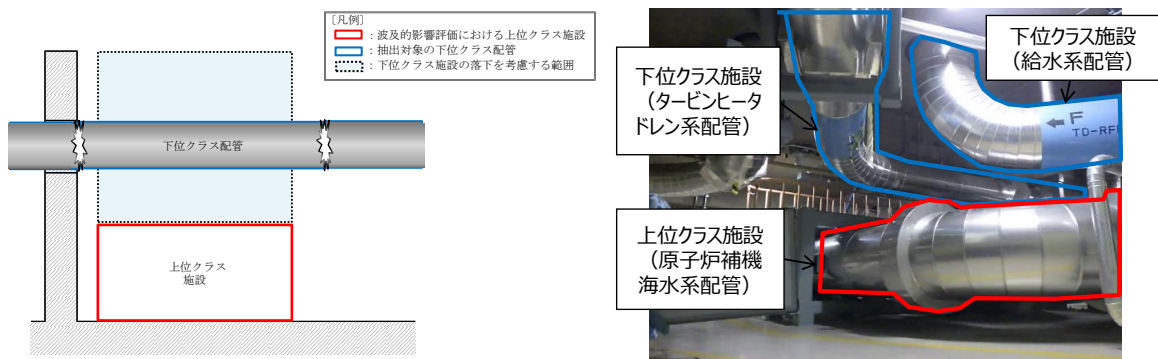 [凡例]
：波及的影響評価における上位クラス施設
：抽出対象の下位クラス配管
：下位クラス施設の落下を考慮する範囲
下位クラス配管
上位クラス
施設
下位クラス施設
（タービンヒータ
ドレン系配管）
下位クラス施設
（給水系配管）
F
TD-RF
上位クラス施設
（原子炉補機
海水系配管）